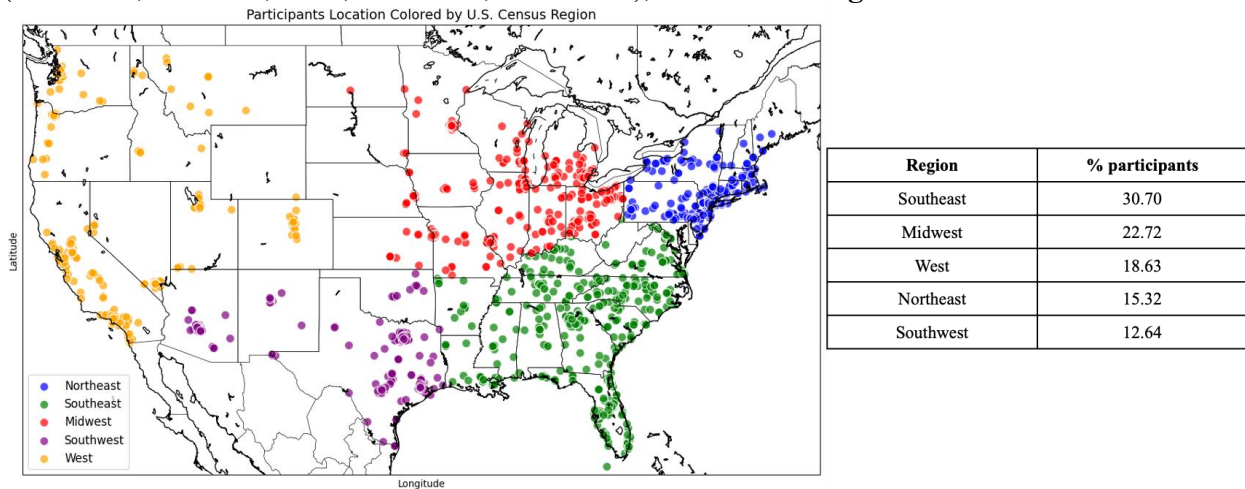 Participants Location Colored by U.S. Census Region
Latitude
Northeast
Southeast
Midwest
Southwest
West
Longitude
Region % participants
Southeast 30.70
Midwest 22.72
West 18.63
Northeast 15.32
Southwest 12.64